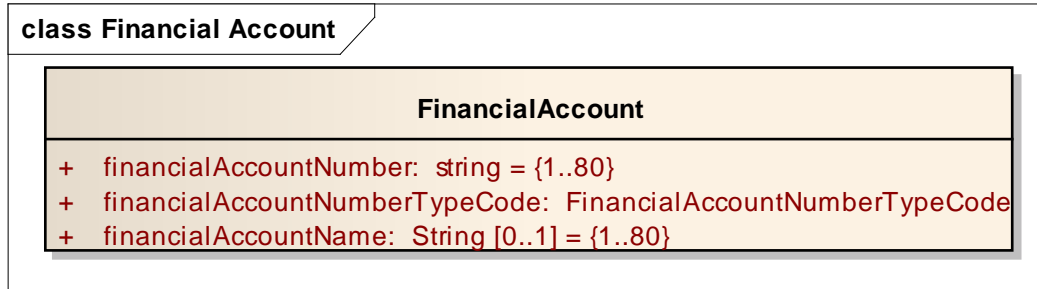 class Financial Account
FinancialAccount
+ financialAccountNumber: string = {1..80}
+ financialAccountNumberTypeCode: FinancialAccountNumberTypeCode
+ financialAccountName: String [0..1] = {1..80}